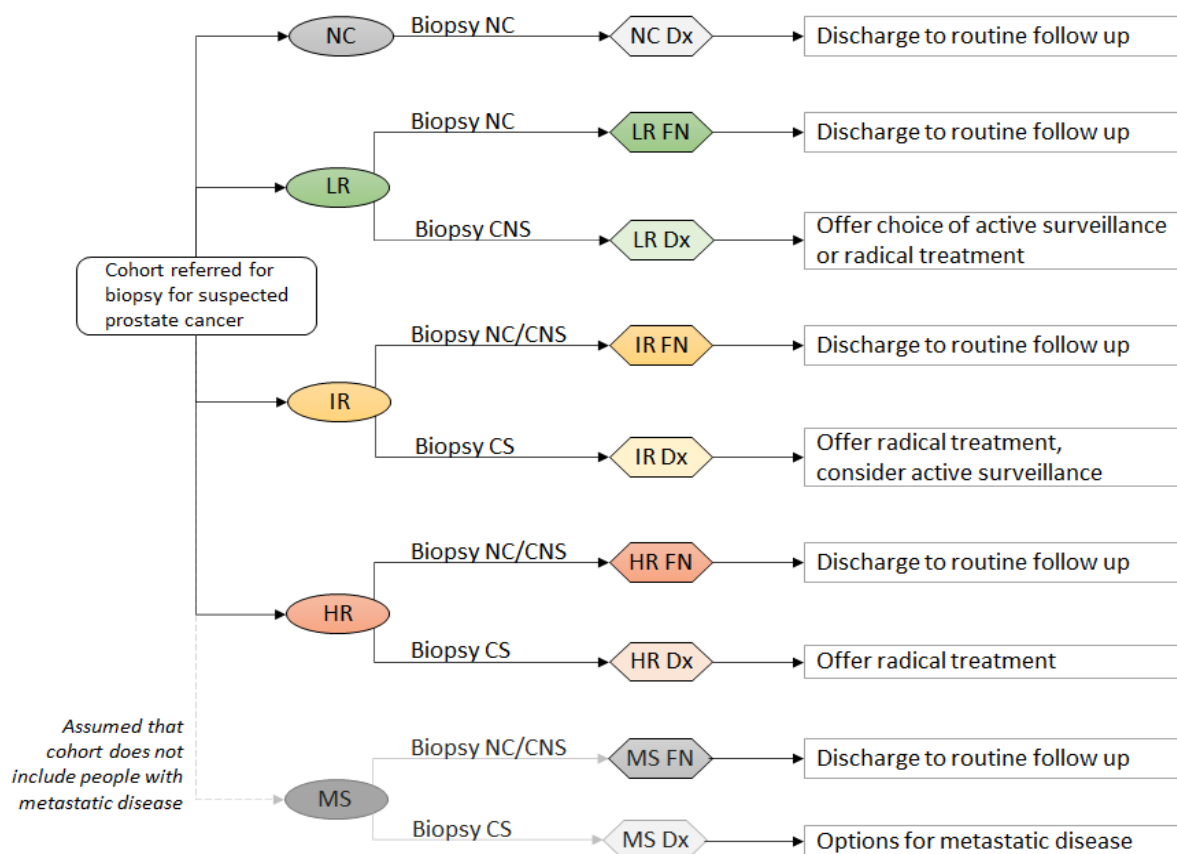 NC
Biopsy NC
NC Dx
Discharge to routine follow up
Biopsy NC
LR FN
Discharge to routine follow up
LR
Biopsy CNS
LR Dx
Offer choice of active surveillance
or radical treatment
Cohort referred for
biopsy for suspected
prostate cancer
Biopsy NC/CNS
IR FN
Discharge to routine follow up
IR
Biopsy CS
IR Dx
Offer radical treatment,
consider active surveillance
Biopsy NC/CNS
HR FN
Discharge to routine follow up
HR
Biopsy CS
HR Dx
Offer radical treatment
Assumed that
cohort does not
include people with
metastatic disease
Biopsy NC/CNS
MS FN
Discharge to routine follow up
MS
Biopsy CS
MS Dx
Options for metastatic disease